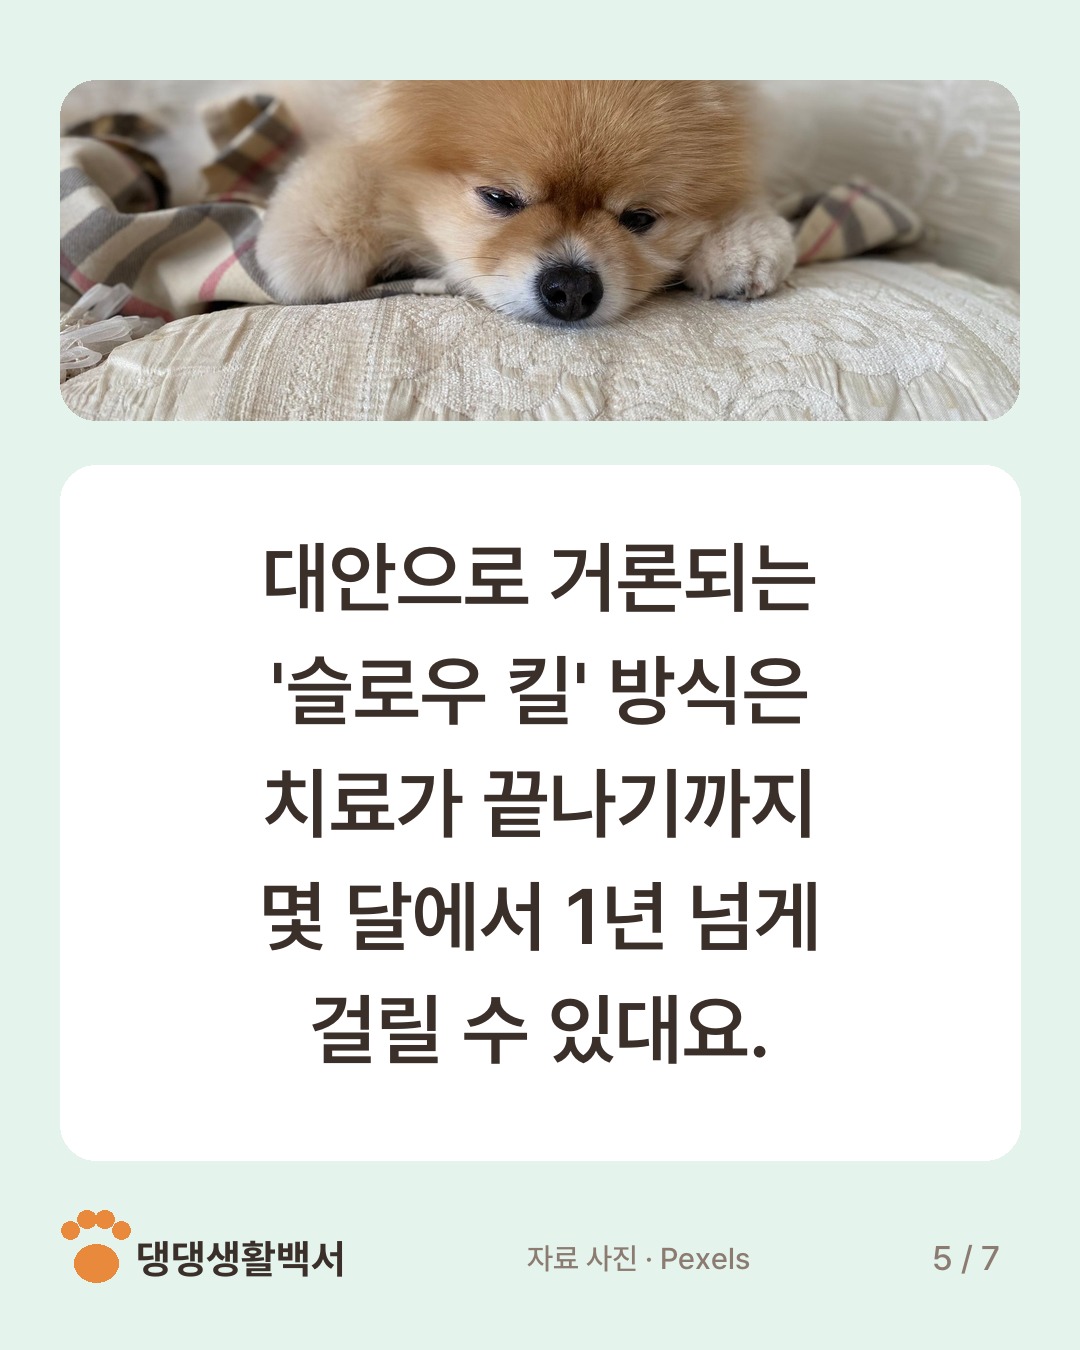 대안으로 거론되는
'슬로우 킬' 방식은
치료가 끝나기까지
몇 달에서 1년 넘게
걸릴 수 있대요.
댕댕생활백서
자료 사진 · Pexels
5 / 7